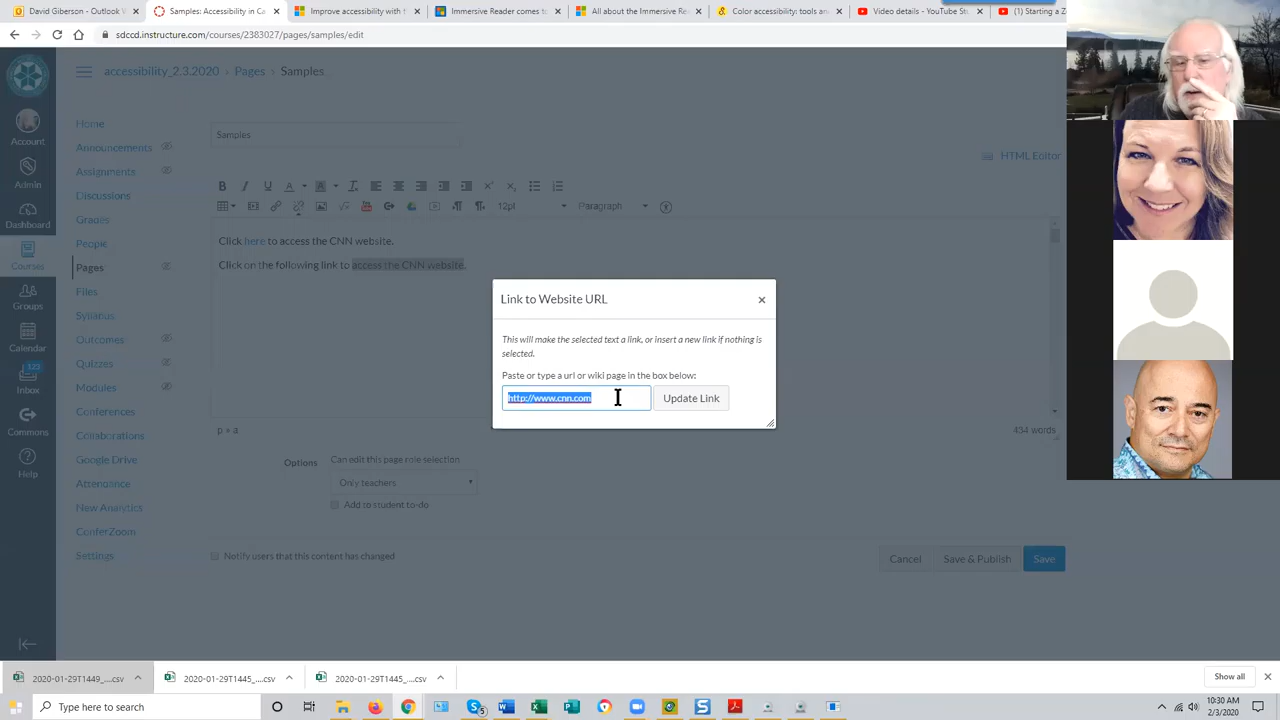 David Giberson - Outlook W
Samples: Accessibility in Ca
Improve accessibility with t
Immersive Reader comes to
All about the Immersive Rea
Color accessibility: tools an
Video details - YouTube Stu
(1) Starting a Z
sdccd.instructure.com/courses/2383027/pages/samples/edit
accessibility_2.3.2020
Pages
Samples
Account
Admin
Dashboard
Courses
Groups
Calendar
123
Inbox
Commons
Help
Home
Announcements
Assignments
Discussions
Grades
People
Pages
Files
Syllabus
Outcomes
Quizzes
Modules
Conferences
Collaborations
Google Drive
Attendance
New Analytics
ConferZoom
Settings
Samples
HTML Editor
12pt
Paragraph
Click here to access the CNN website.
Click on the following link to access the CNN website.
Link to Website URL
This will make the selected text a link, or insert a new link if nothing is
selected.
Paste or type a url or wiki page in the box below:
http://www.cnn.com
Update Link
p » a
434 words
Options
Can edit this page role selection
Only teachers
Add to student to-do
Notify users that this content has changed
Cancel
Save & Publish
Save
2020-01-29T1449_....csv
2020-01-29T1445_....csv
2020-01-29T1445_....csv
Show all
Type here to search
10:30 AM
2/3/2020